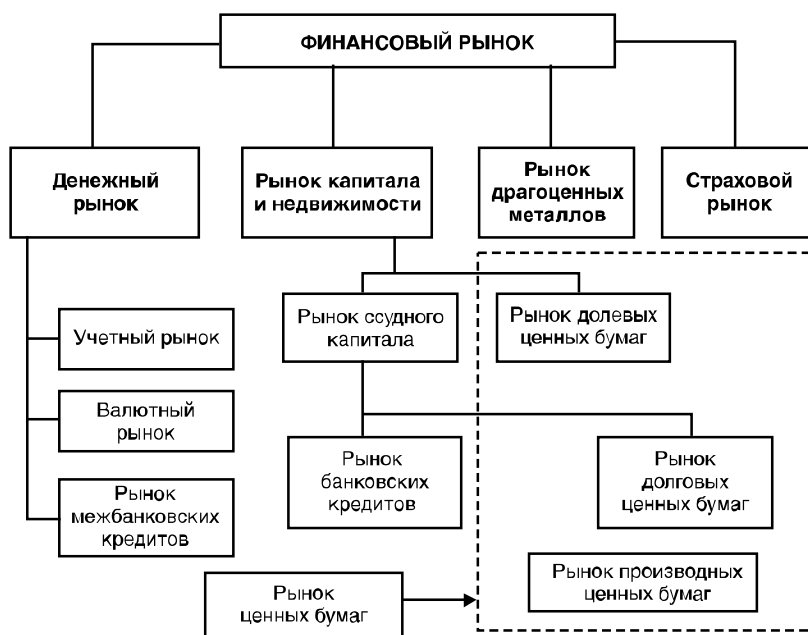 ФИНАНСОВЫЙ РЫНОК
Денежный
рынок
Рынок капитала
и недвижимости
Рынок
драгоценных
металлов
Страховой
рынок
Учетный рынок
Валютный
рынок
Рынок
межбанковских
кредитов
Рынок ссудного
капитала
Рынок долевых
ценных бумаг
Рынок
банковских
кредитов
Рынок
долговых
ценных бумаг
Рынок производных
ценных бумаг
Рынок
ценных бумаг